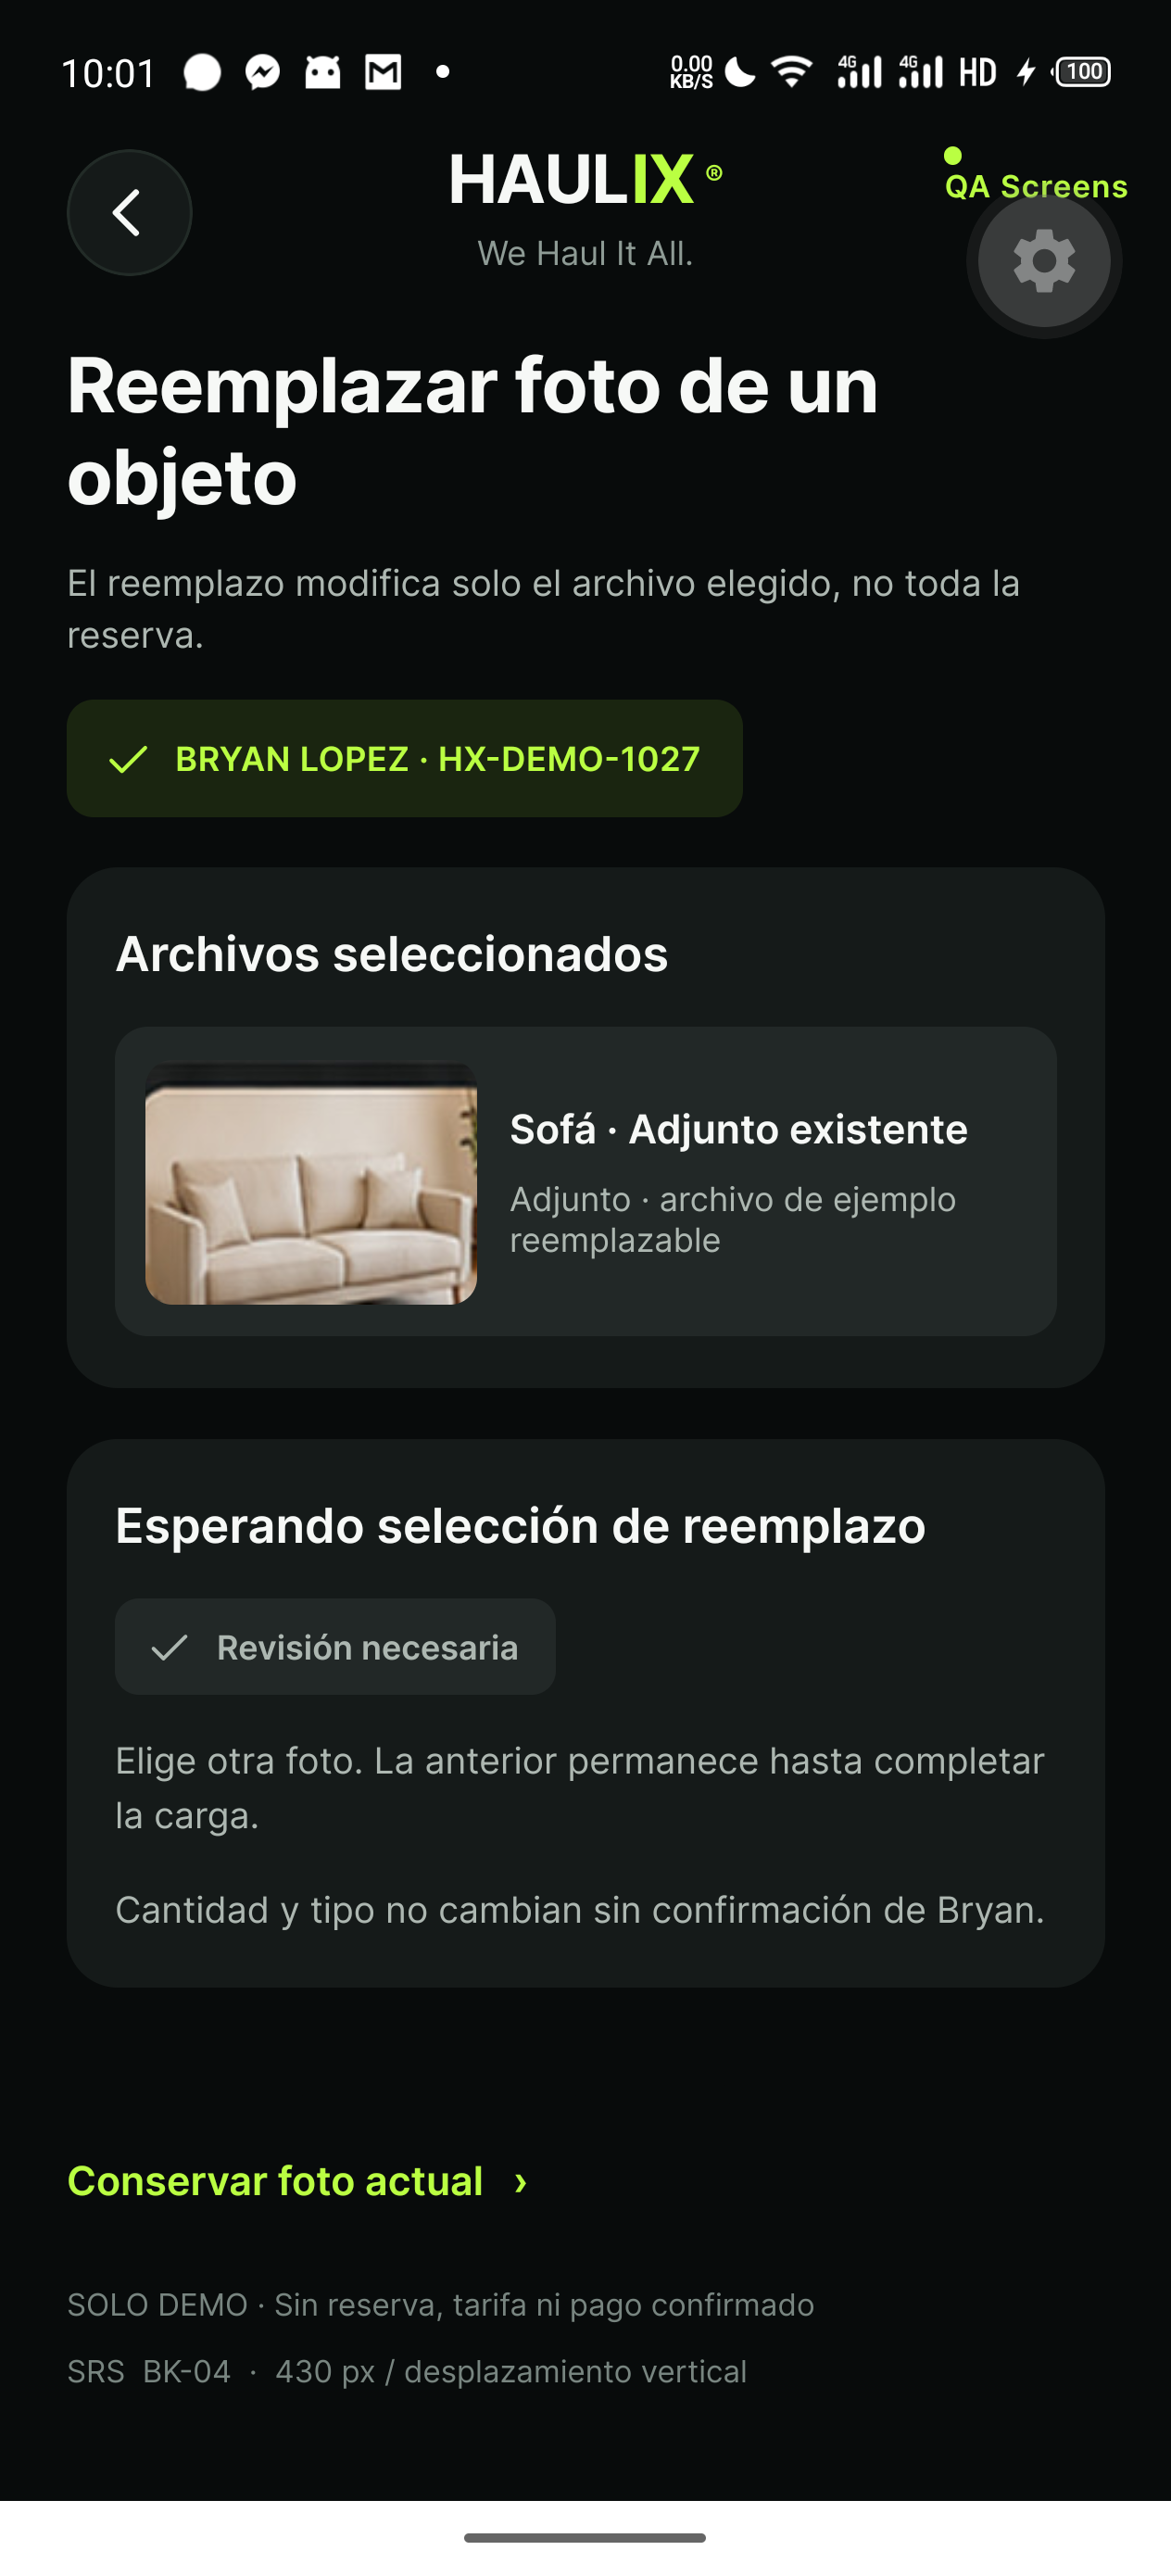 10:01
0.00
KB/S
4G
4G
HD
100
HAULIX ®
QA Screens
We Haul It All.
Reemplazar foto de un
objeto
El reemplazo modifica solo el archivo elegido, no toda la
reserva.
BRYAN LOPEZ · HX-DEMO-1027
Archivos seleccionados
Sofá · Adjunto existente
Adjunto · archivo de ejemplo
reemplazable
Esperando selección de reemplazo
Revisión necesaria
Elige otra foto. La anterior permanece hasta completar
la carga.
Cantidad y tipo no cambian sin confirmación de Bryan.
Conservar foto actual ›
SOLO DEMO · Sin reserva, tarifa ni pago confirmado
SRS BK-04 · 430 px / desplazamiento vertical